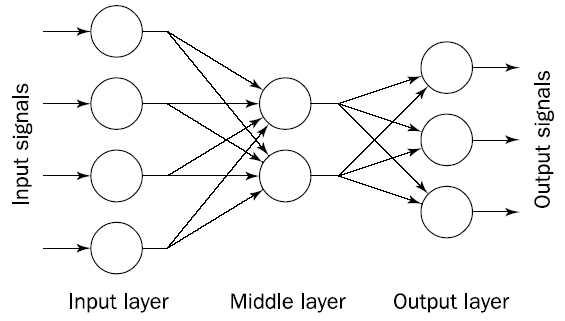 Input signals
Output signals
Input layer
Middle layer
Output layer